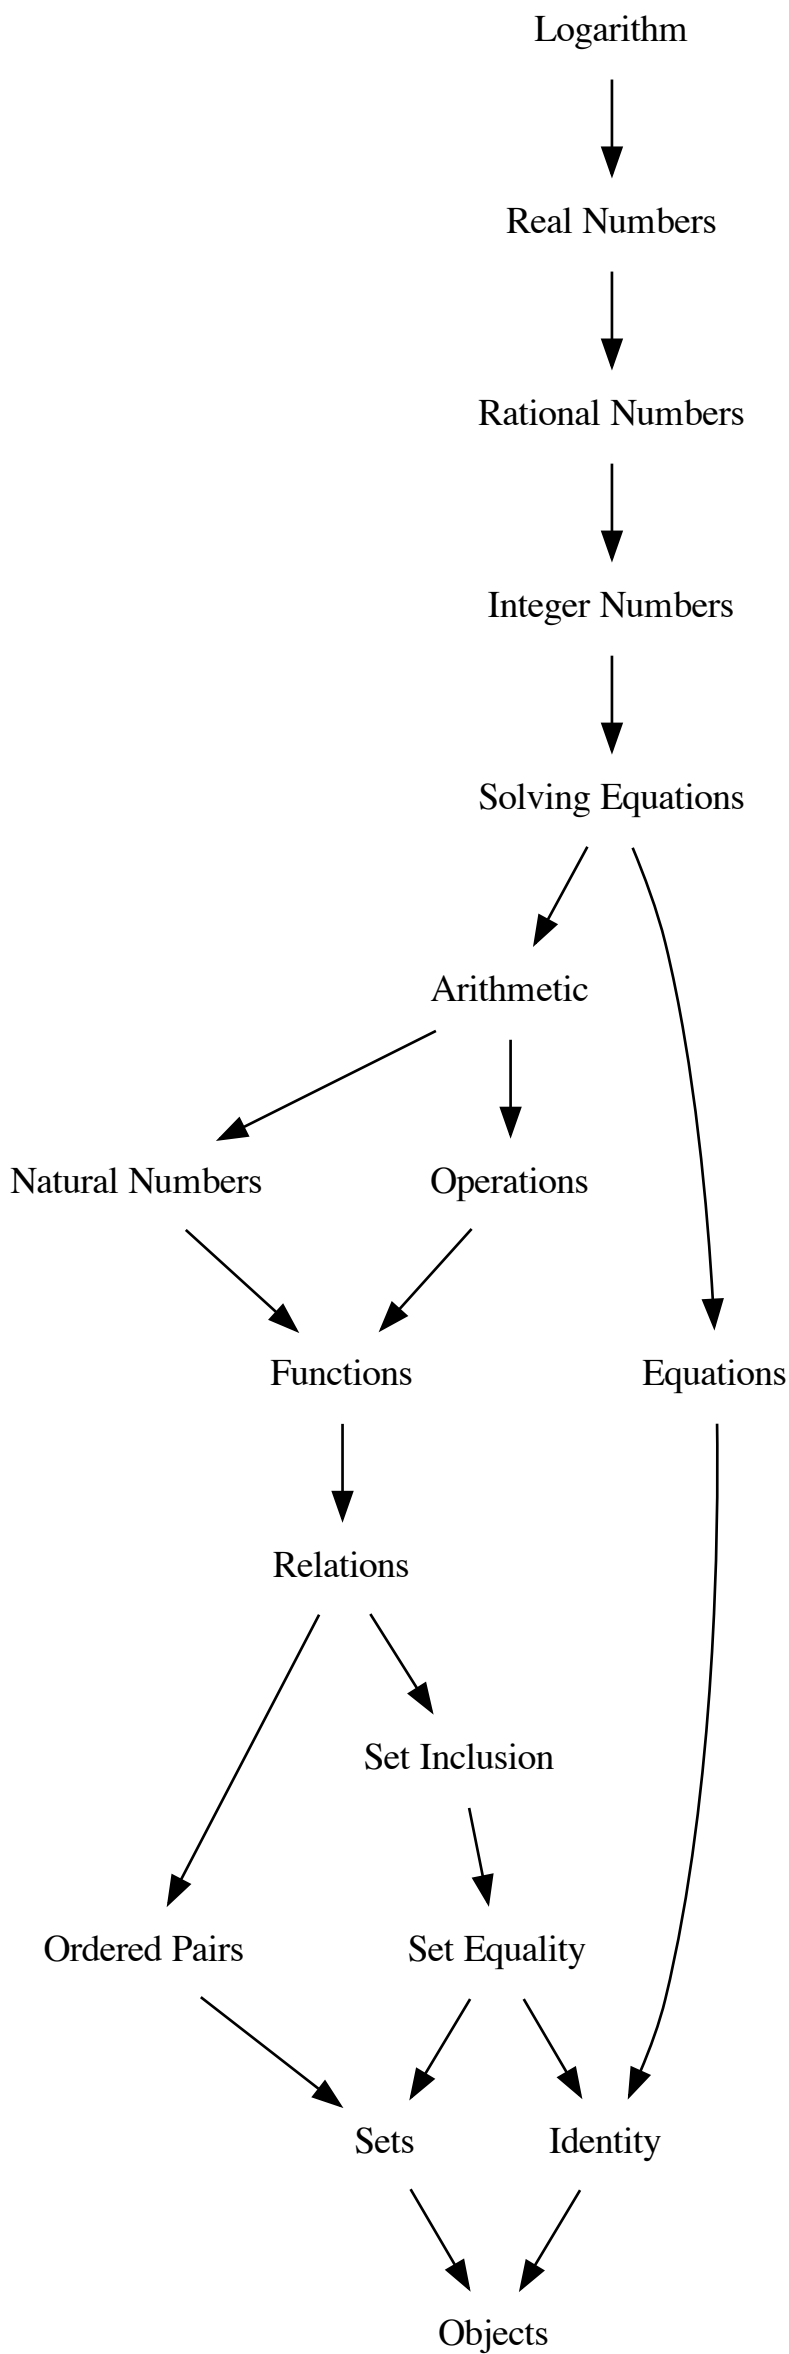 Logarithm
Real Numbers
Rational Numbers
Integer Numbers
Solving Equations
Arithmetic
Natural Numbers
Operations
Functions
Equations
Relations
Set Inclusion
Ordered Pairs
Set Equality
Sets
Identity
Objects